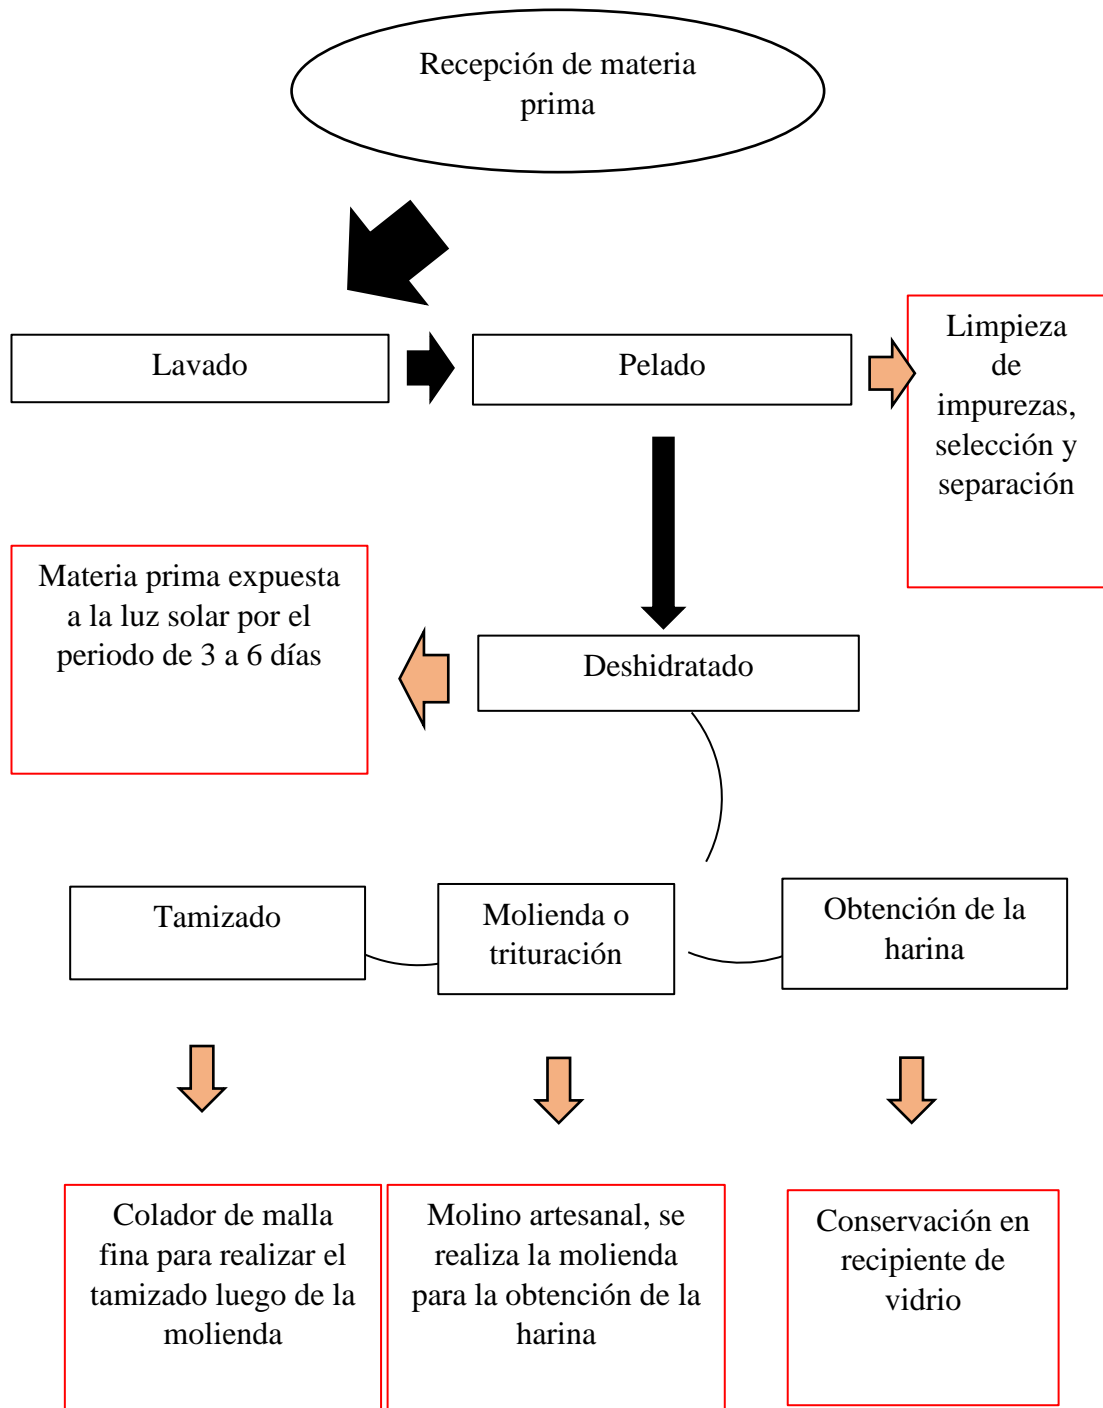 Recepción de materia
prima
Lavado
Pelado
Limpieza
de
impurezas,
selección y
separación
Materia prima expuesta
a la luz solar por el
periodo de 3 a 6 días
Deshidratado
Tamizado
Molienda o
trituración
Obtención de la
harina
Colador de malla
fina para realizar el
tamizado luego de la
molienda
Molino artesanal, se
realiza la molienda
para la obtención de la
harina
Conservación en
recipiente de
vidrio